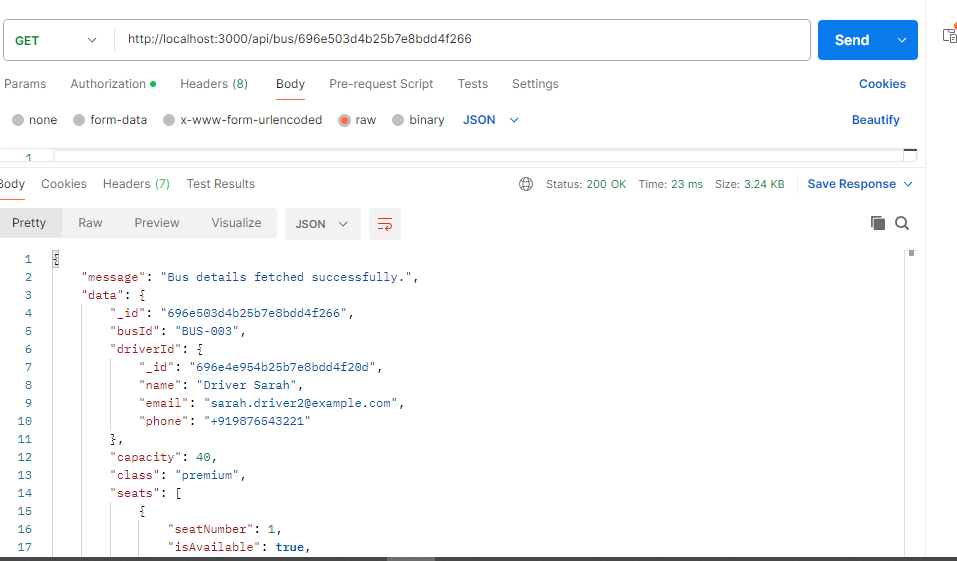 GET http://localhost:3000/api/bus/696e503d4b25b7e8bdd4f266 Send
Params Authorization Headers (8) Body Pre-request Script Tests Settings Cookies
none form-data x-www-form-urlencoded raw binary JSON Beautify
1
Body Cookies Headers (7) Test Results Status: 200 OK Time: 23 ms Size: 3.24 KB Save Response
Pretty Raw Preview Visualize JSON
1 {
2 "message": "Bus details fetched successfully.",
3 "data": {
4 "_id": "696e503d4b25b7e8bdd4f266",
5 "busId": "BUS-003",
6 "driverId": {
7 "_id": "696e4e954b25b7e8bdd4f20d",
8 "name": "Driver Sarah",
9 "email": "sarah.driver2@example.com",
10 "phone": "+919876543221"
11 },
12 "capacity": 40,
13 "class": "premium",
14 "seats": [
15 {
16 "seatNumber": 1,
17 "isAvailable": true,